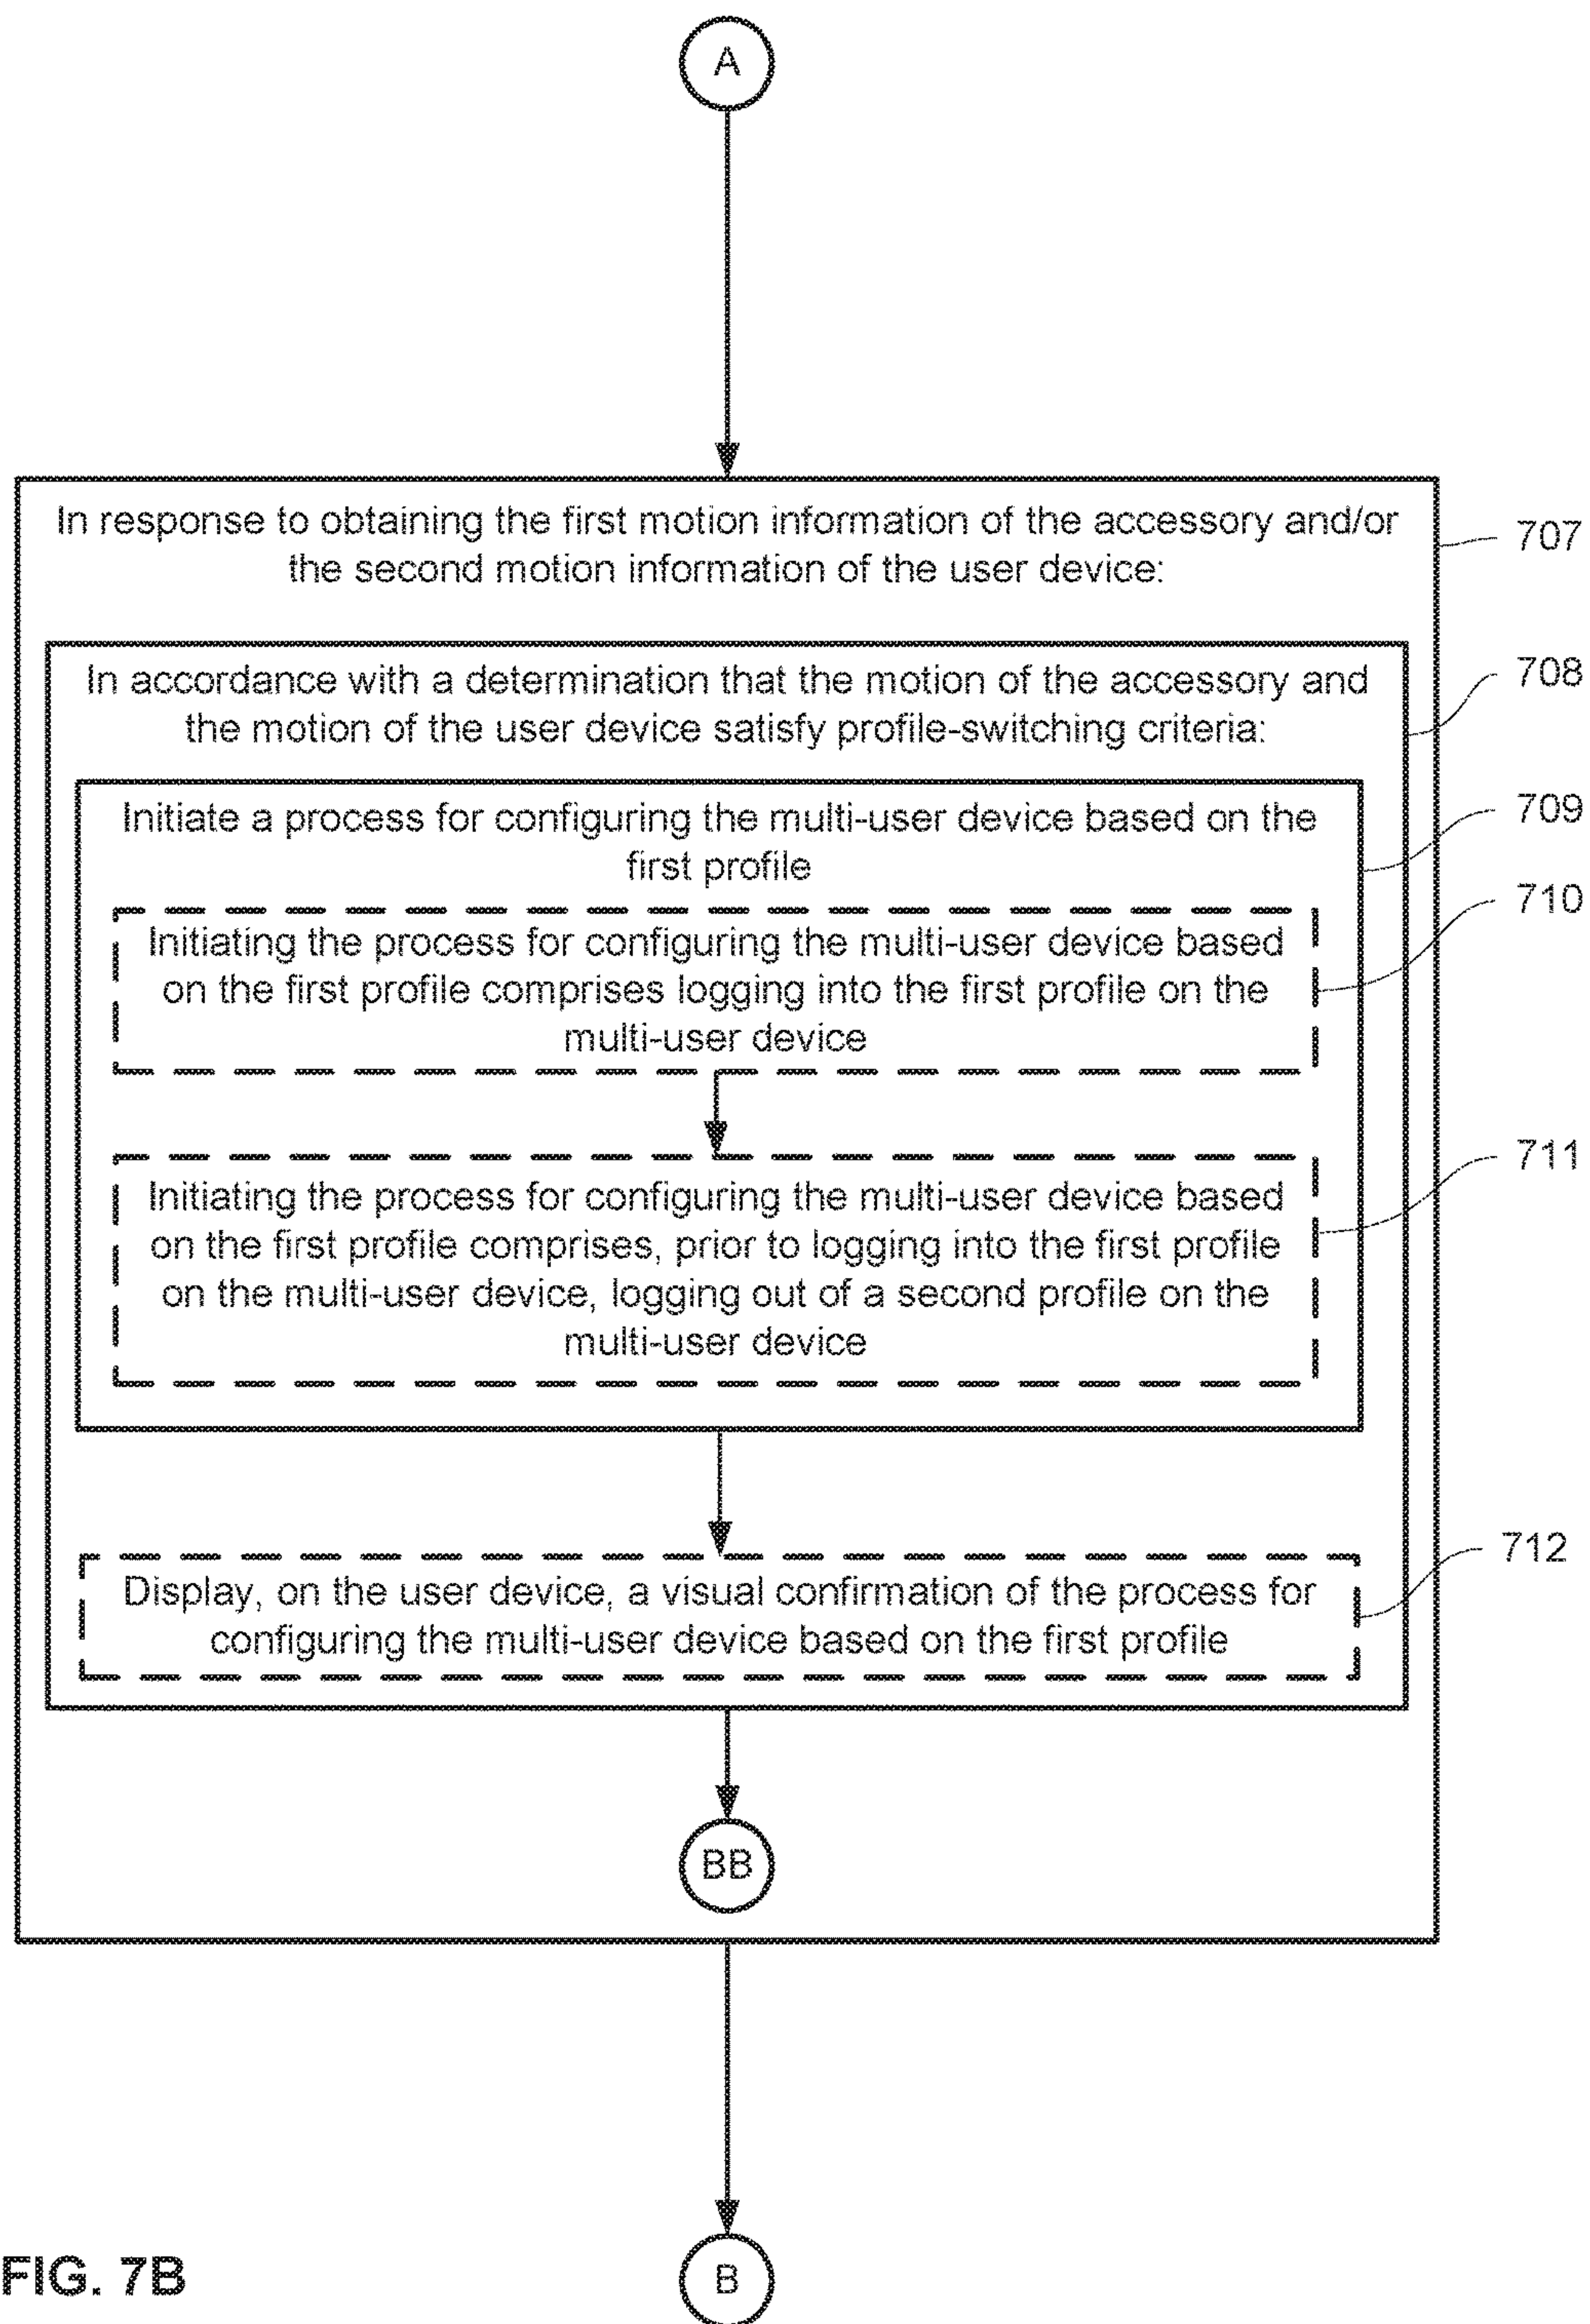 A
In response to obtaining the first motion information of the accessory and/or
the second motion information of the user device:
707
In accordance with a determination that the motion of the accessory and
the motion of the user device satisfy profile-switching criteria:
708
Initiate a process for configuring the multi-user device based on the
first profile
709
Initiating the process for configuring the multi-user device based
on the first profile comprises logging into the first profile on the
multi-user device
710
Initiating the process for configuring the multi-user device based
on the first profile comprises, prior to logging into the first profile
on the multi-user device, logging out of a second profile on the
multi-user device
711
Display, on the user device, a visual confirmation of the process for
configuring the multi-user device based on the first profile
712
BB
B
FIG. 7B